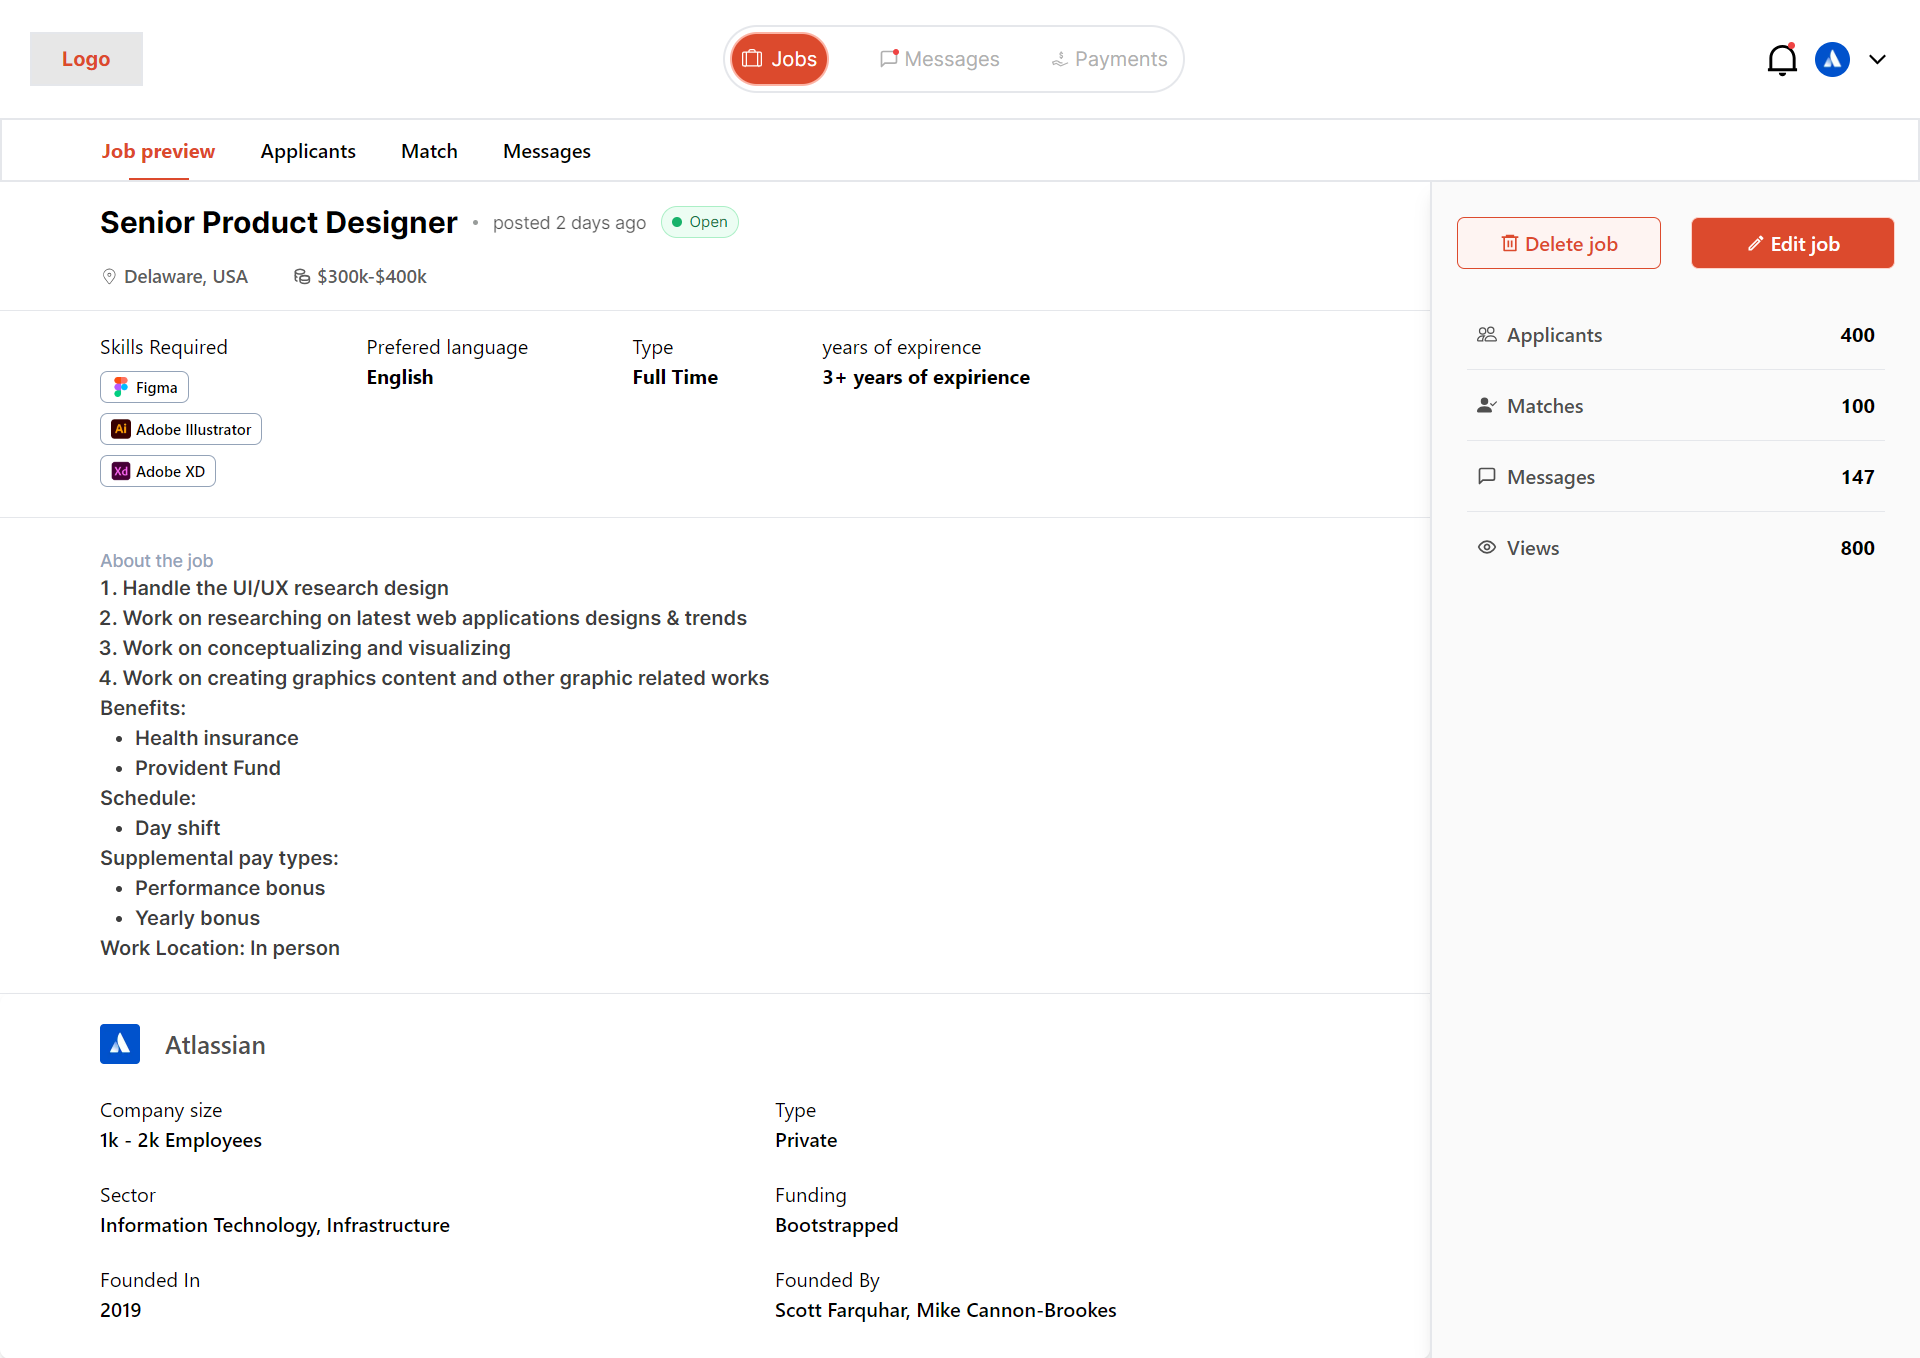 Logo
Jobs
Messages
Payments
Job preview
Applicants
Match
Messages
Senior Product Designer • posted 2 days ago
Open
Delaware, USA
$300k-$400k
Delete job
Edit job
Applicants 400
Matches 100
Messages 147
Views 800
Skills Required
Figma
Ai Adobe Illustrator
Xd Adobe XD
Prefered language
English
Type
Full Time
years of expirence
3+ years of expirience
About the job
1. Handle the UI/UX research design
2. Work on researching on latest web applications designs & trends
3. Work on conceptualizing and visualizing
4. Work on creating graphics content and other graphic related works
Benefits:
• Health insurance
• Provident Fund
Schedule:
• Day shift
Supplemental pay types:
• Performance bonus
• Yearly bonus
Work Location: In person
Atlassian
Company size
1k - 2k Employees
Type
Private
Sector
Information Technology, Infrastructure
Funding
Bootstrapped
Founded In
2019
Founded By
Scott Farquhar, Mike Cannon-Brookes